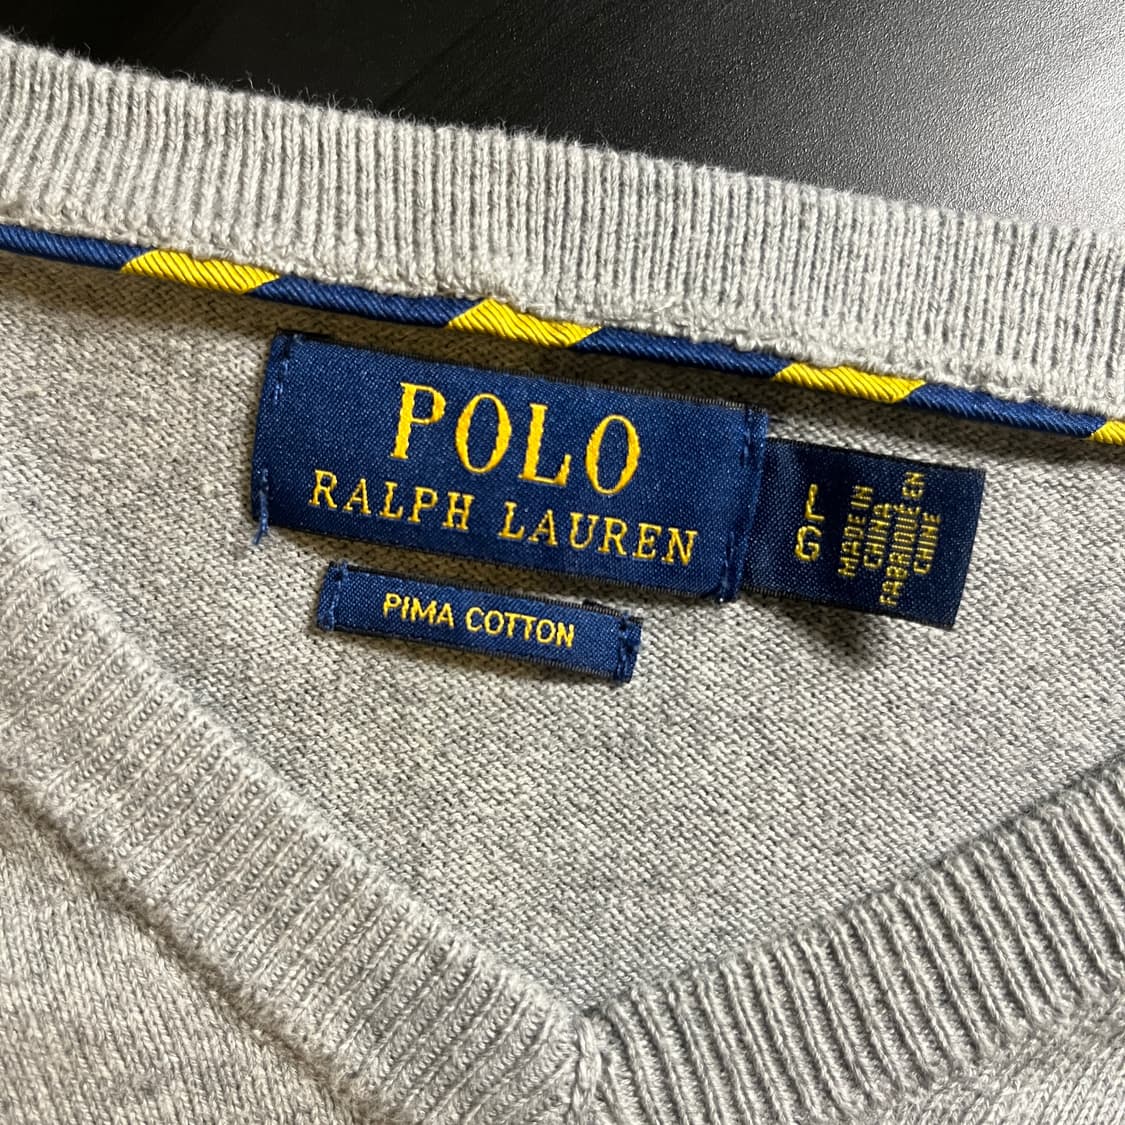 POLO
RALPH LAUREN
L
G
MADE IN
CHINA
FABRIQUÉ EN
CHINE
PIMA COTTON